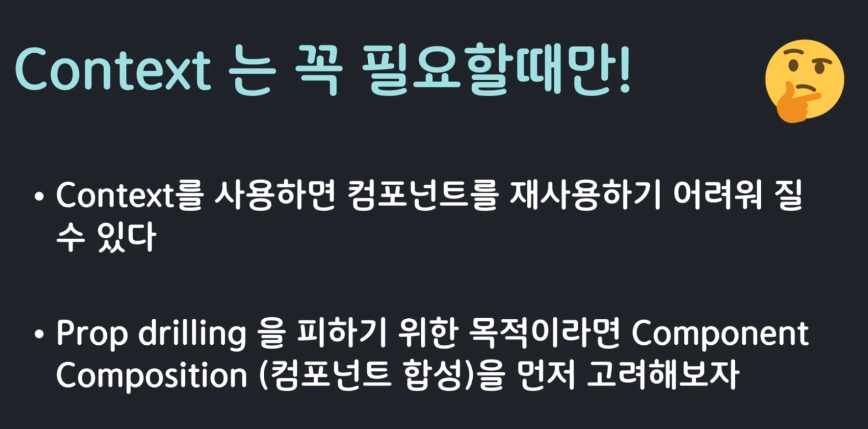 Context 는 꼭 필요할때만!
• Context를 사용하면 컴포넌트를 재사용하기 어려워 질
수 있다
• Prop drilling 을 피하기 위한 목적이라면 Component
Composition (컴포넌트 합성)을 먼저 고려해보자